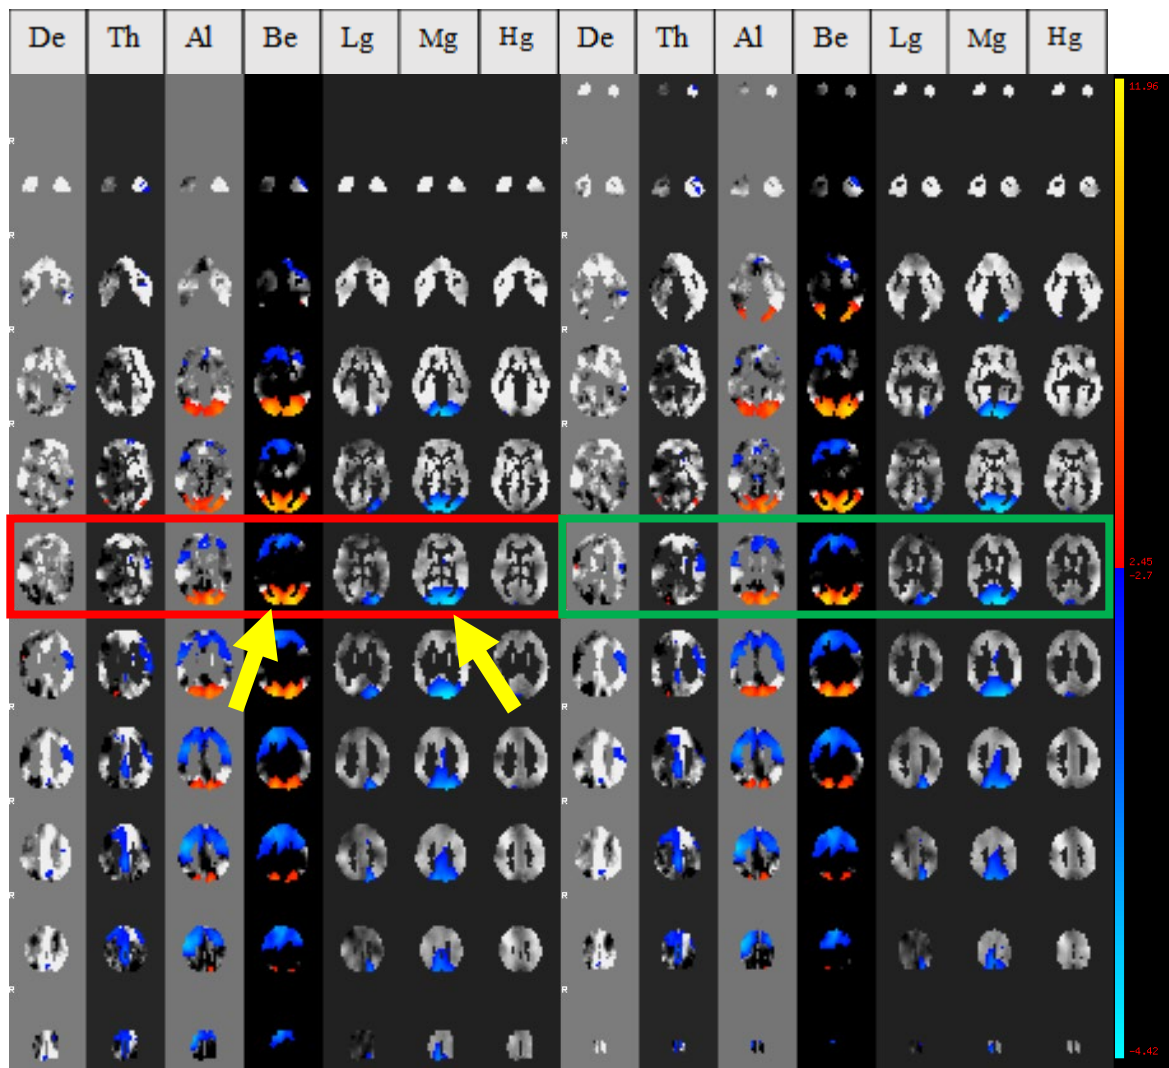 De Th Al Be Lg Mg Hg De Th Al Be Lg Mg Hg
11.96
R R
R R
R R
R R
2.45
-2.7
R R
R R
R R
R R
-4.42